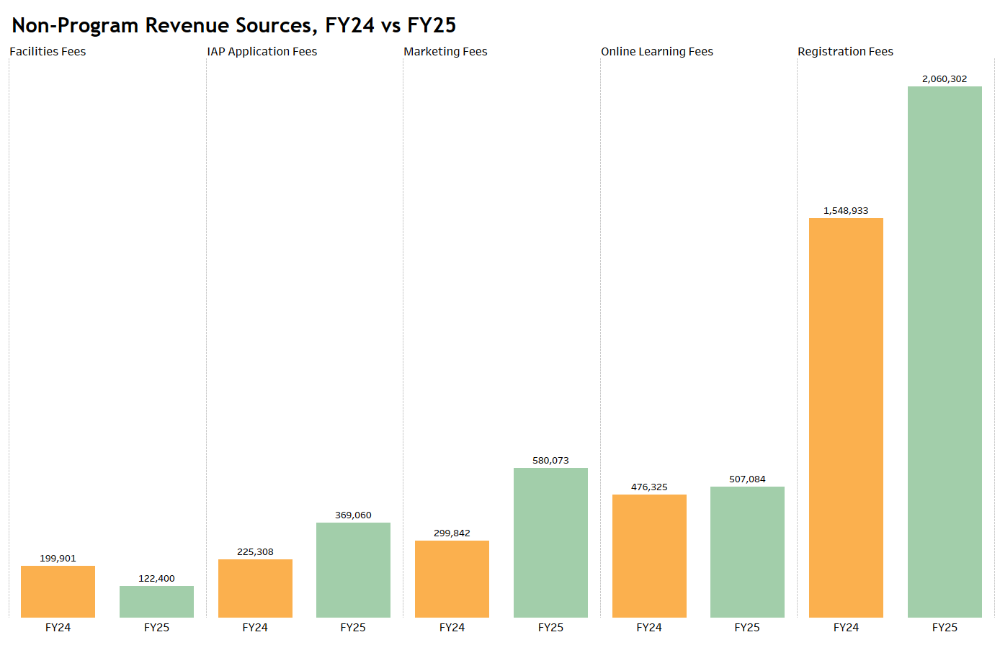 Non-Program Revenue Sources, FY24 vs FY25
Facilities Fees
IAP Application Fees
Marketing Fees
Online Learning Fees
Registration Fees
199,901
122,400
225,308
369,060
299,842
580,073
476,325
507,084
1,548,933
2,060,302
FY24
FY25
FY24
FY25
FY24
FY25
FY24
FY25
FY24
FY25